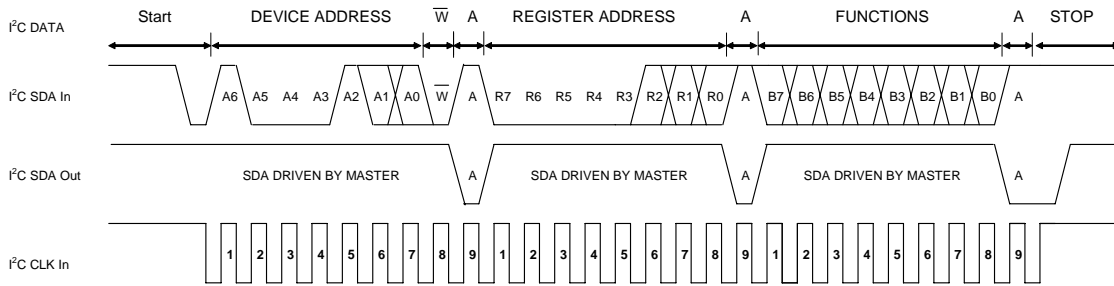 I²C DATA Start DEVICE ADDRESS W̅ A REGISTER ADDRESS A FUNCTIONS A STOP
I²C SDA In A6 A5 A4 A3 A2 A1 A0 W̅ A R7 R6 R5 R4 R3 R2 R1 R0 A B7 B6 B5 B4 B3 B2 B1 B0 A
I²C SDA Out SDA DRIVEN BY MASTER A SDA DRIVEN BY MASTER A SDA DRIVEN BY MASTER A
I²C CLK In 1 2 3 4 5 6 7 8 9 1 2 3 4 5 6 7 8 9 1 2 3 4 5 6 7 8 9